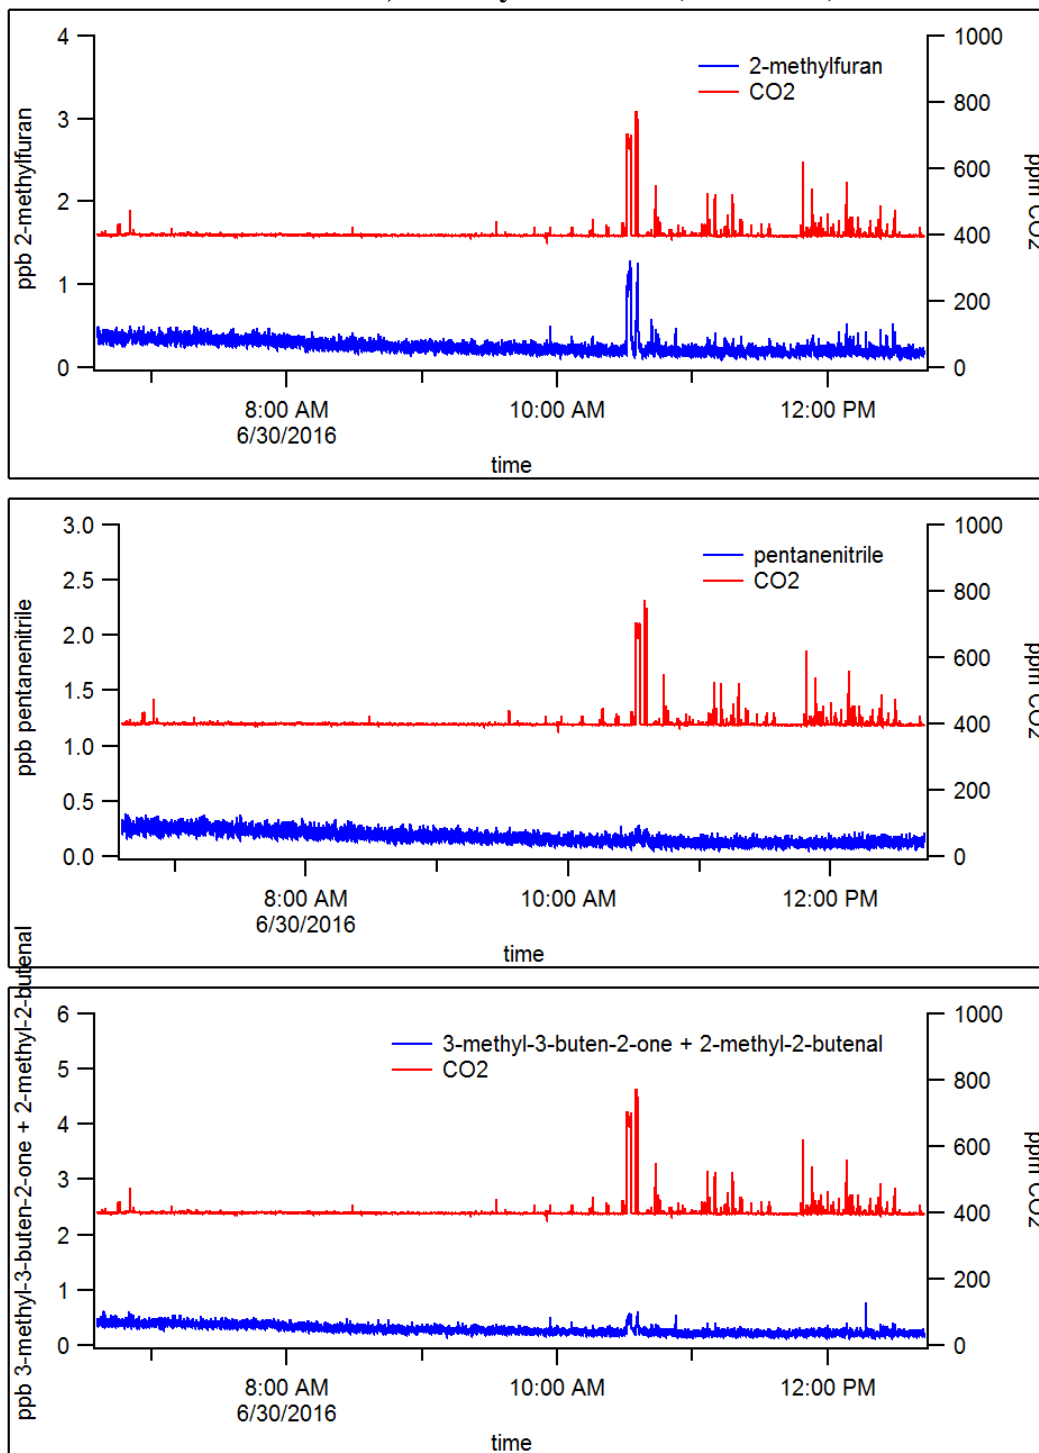 4
3
2
1
0
ppb 2-methylfuran
1000
800
600
400
200
0
ppm CO2
2-methylfuran
CO2
8:00 AM
6/30/2016
10:00 AM
12:00 PM
time
3.0
2.5
2.0
1.5
1.0
0.5
0.0
ppb pentanenitrile
1000
800
600
400
200
0
ppm CO2
pentanenitrile
CO2
8:00 AM
6/30/2016
10:00 AM
12:00 PM
time
6
5
4
3
2
1
0
ppb 3-methyl-3-buten-2-one + 2-methyl-2-butenal
1000
800
600
400
200
0
ppm CO2
3-methyl-3-buten-2-one + 2-methyl-2-butenal
CO2
8:00 AM
6/30/2016
10:00 AM
12:00 PM
time